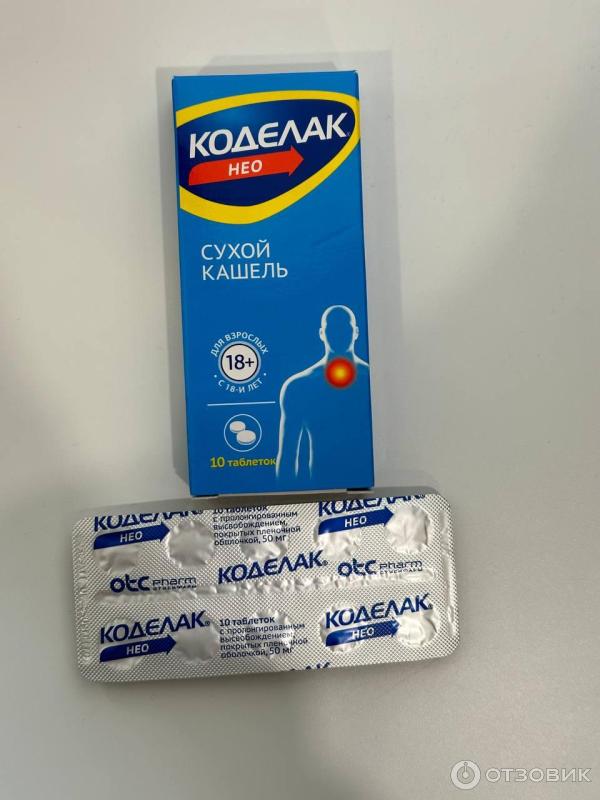 КОДЕЛАК®
НЕО
СУХОЙ
КАШЕЛЬ
ДЛЯ ВЗРОСЛЫХ
18+
• С 18-И ЛЕТ •
10 таблеток
КОДЕЛАК
НЕО
10 таблеток
с пролонгированным
высвобождением,
покрытых пленочной
оболочкой, 50 мг
КОДЕЛАК
НЕО
otc pharm
КОДЕЛАК®
otc pharm
КОДЕЛАК®
НЕО
10 таблеток
с пролонгированным
высвобождением,
покрытых пленочной
оболочкой, 50 мг
КОДЕЛАК®
НЕО
ОТЗОВИК